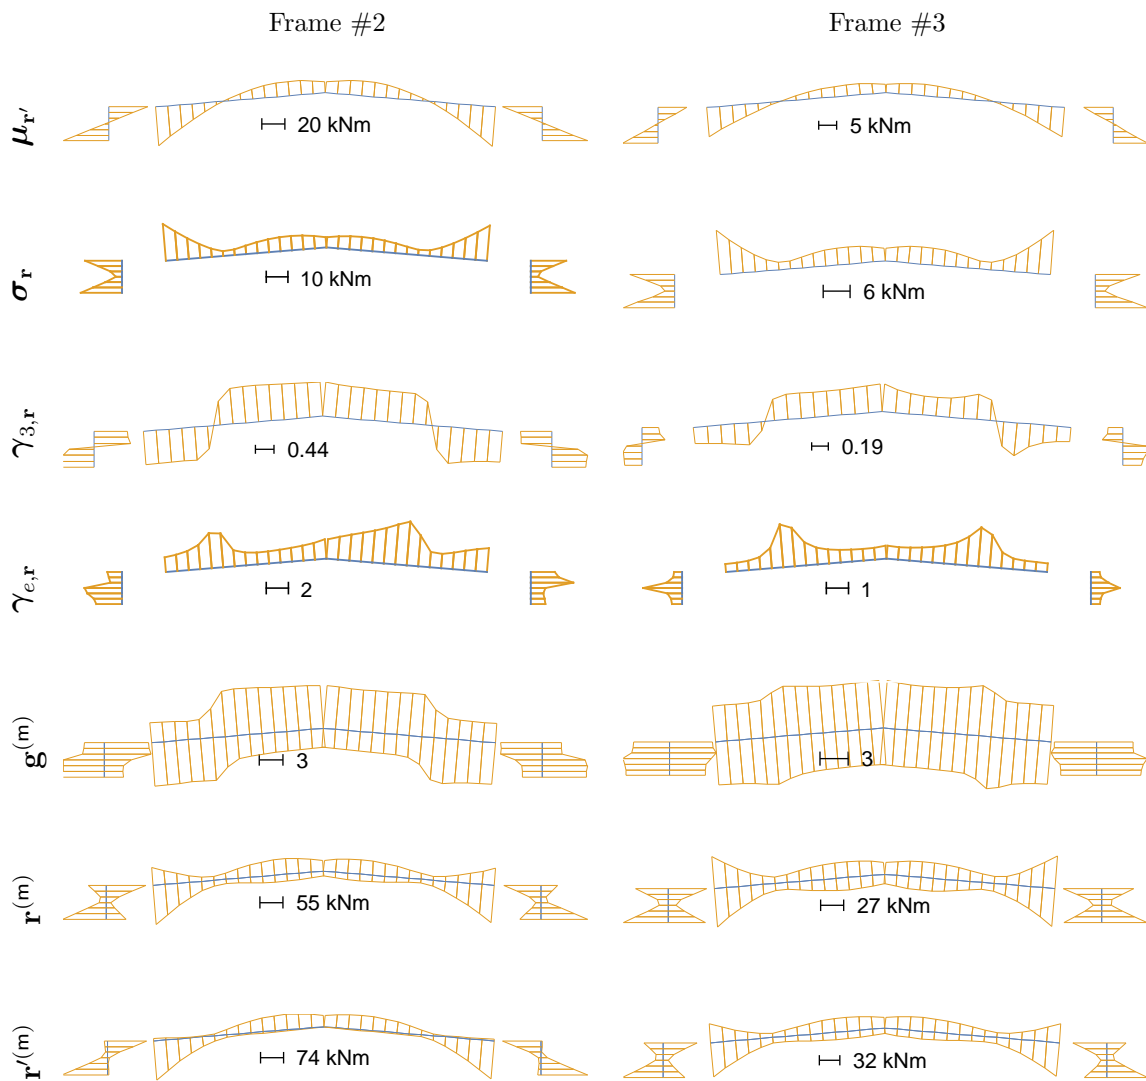 Frame #2 Frame #3
μr′ 20 kNm 5 kNm
σr 10 kNm 6 kNm
γ3,r 0.44 0.19
γe,r 2 1
g(m) 3 3
r(m) 55 kNm 27 kNm
r′(m) 74 kNm 32 kNm